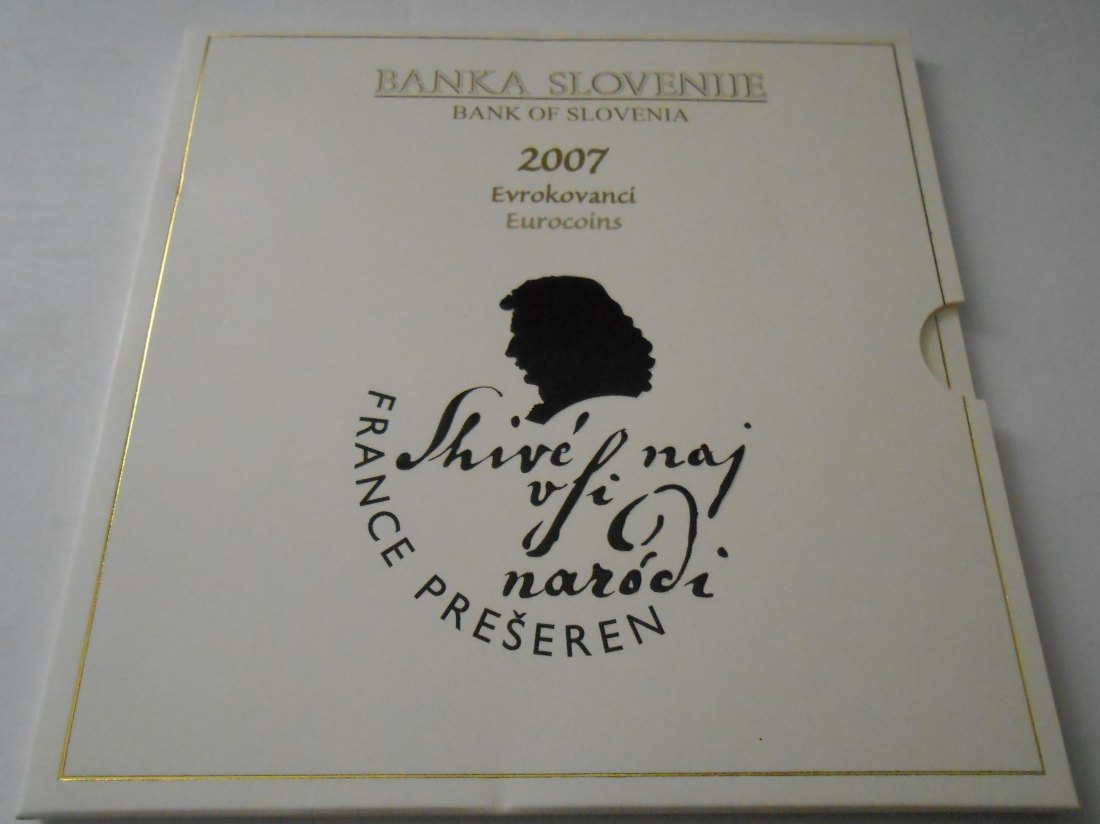 BANKA SLOVENIJE
BANK OF SLOVENIA
2007
Evrokovanci
Eurocoins
Shivé naj
vſi
naródi
FRANCE PREŠEREN